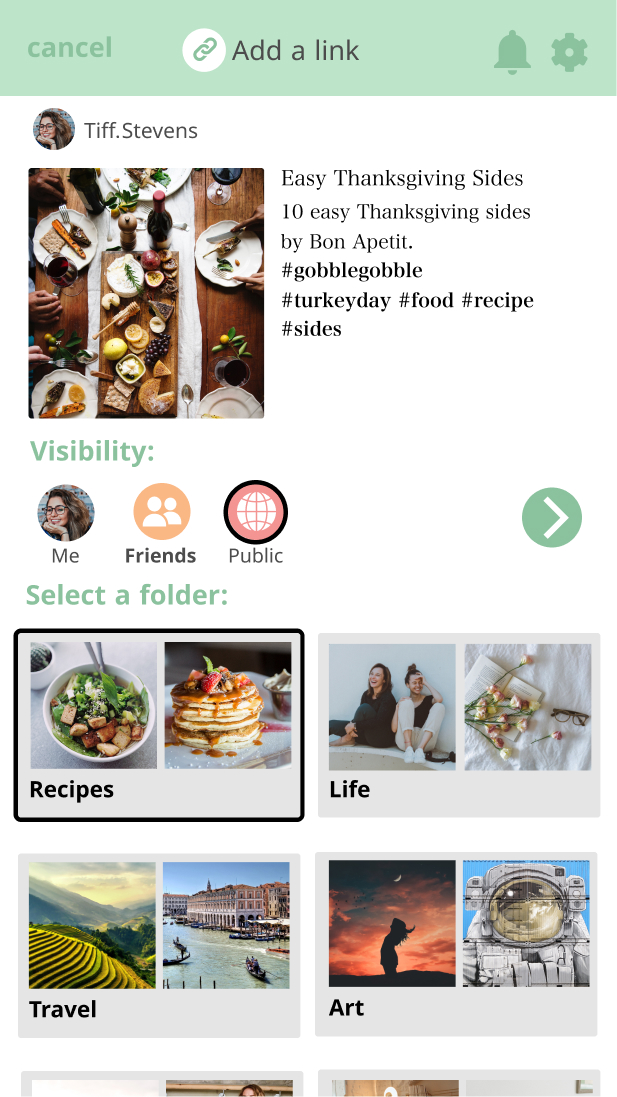 cancel
Add a link
Tiff.Stevens
Easy Thanksgiving Sides
10 easy Thanksgiving sides
by Bon Apetit.
#gobblegobble
#turkeyday #food #recipe
#sides
Visibility:
Me
Friends
Public
Select a folder:
Recipes
Life
Travel
Art